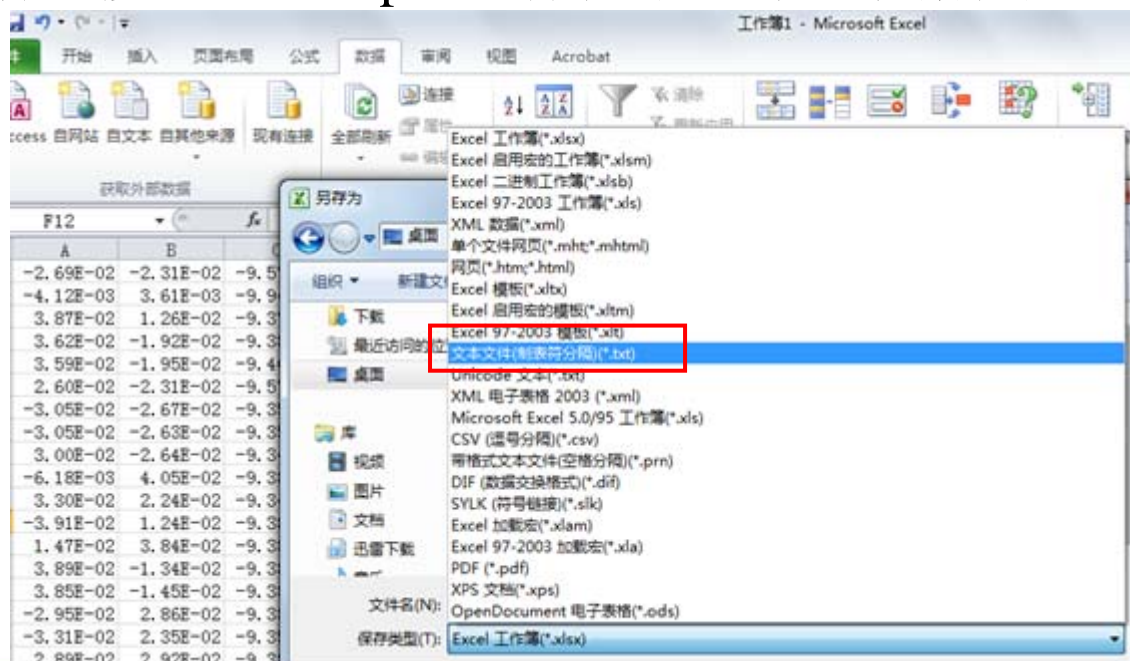 工作簿1 - Microsoft Excel
开始 插入 页面布局 公式 数据 审阅 视图 Acrobat
连接
清除
ccess 自网站 自文本 自其他来源 现有连接 全部刷新 属性
获取外部数据
F12 fx
A B
-2.69E-02 -2.31E-02
-4.12E-03 3.61E-03
3.87E-02 1.26E-02
3.62E-02 -1.92E-02
3.59E-02 -1.95E-02
2.60E-02 -2.31E-02
-3.05E-02 -2.67E-02
-3.05E-02 -2.63E-02
3.00E-02 -2.64E-02
-6.18E-03 4.05E-02
3.30E-02 2.24E-02
-3.91E-02 1.24E-02
1.47E-02 3.84E-02
3.89E-02 -1.34E-02
3.85E-02 -1.45E-02
-2.95E-02 2.86E-02
-3.31E-02 2.35E-02
2.89E-02 2.92E-02
另存为
桌面
组织 新建文
下载
最近访问的位
桌面
库
视频
图片
文档
迅雷下载
Excel 工作簿(*.xlsx)
Excel 启用宏的工作簿(*.xlsm)
Excel 二进制工作簿(*.xlsb)
Excel 97-2003 工作簿(*.xls)
XML 数据(*.xml)
单个文件网页(*.mht;*.mhtml)
网页(*.htm;*.html)
Excel 模板(*.xltx)
Excel 启用宏的模板(*.xltm)
Excel 97-2003 模板(*.xlt)
文本文件(制表符分隔)(*.txt)
Unicode 文本(*.txt)
XML 电子表格 2003 (*.xml)
Microsoft Excel 5.0/95 工作簿(*.xls)
CSV (逗号分隔)(*.csv)
带格式文本文件(空格分隔)(*.prn)
DIF (数据交换格式)(*.dif)
SYLK (符号链接)(*.slk)
Excel 加载宏(*.xlam)
Excel 97-2003 加载宏(*.xla)
PDF (*.pdf)
XPS 文档(*.xps)
OpenDocument 电子表格(*.ods)
文件名(N):
保存类型(T): Excel 工作簿(*.xlsx)